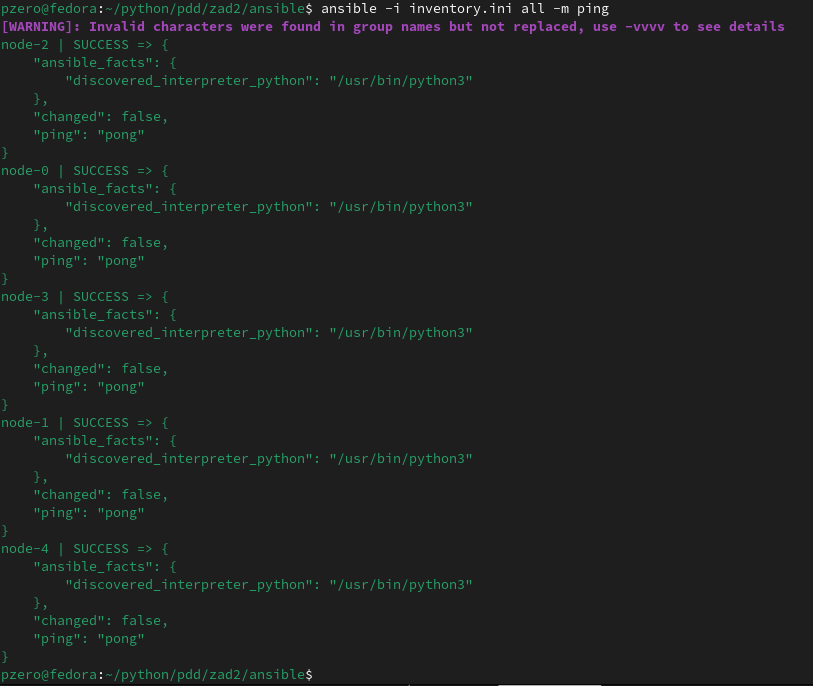 pzero@fedora:~/python/pdd/zad2/ansible$ ansible -i inventory.ini all -m ping
[WARNING]: Invalid characters were found in group names but not replaced, use -vvvv to see details
node-2 | SUCCESS => {
    "ansible_facts": {
        "discovered_interpreter_python": "/usr/bin/python3"
    },
    "changed": false,
    "ping": "pong"
}
node-0 | SUCCESS => {
    "ansible_facts": {
        "discovered_interpreter_python": "/usr/bin/python3"
    },
    "changed": false,
    "ping": "pong"
}
node-3 | SUCCESS => {
    "ansible_facts": {
        "discovered_interpreter_python": "/usr/bin/python3"
    },
    "changed": false,
    "ping": "pong"
}
node-1 | SUCCESS => {
    "ansible_facts": {
        "discovered_interpreter_python": "/usr/bin/python3"
    },
    "changed": false,
    "ping": "pong"
}
node-4 | SUCCESS => {
    "ansible_facts": {
        "discovered_interpreter_python": "/usr/bin/python3"
    },
    "changed": false,
    "ping": "pong"
}
pzero@fedora:~/python/pdd/zad2/ansible$